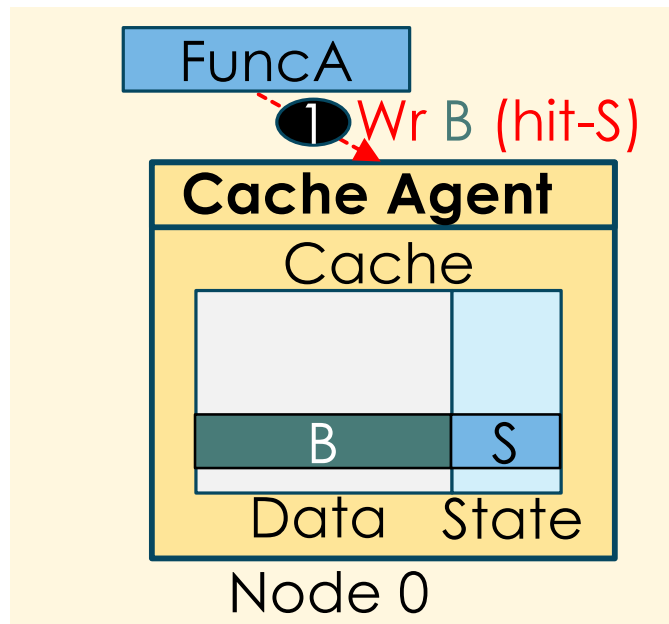 FuncA
1 Wr B (hit-S)
Cache Agent
Cache
B S
Data State
Node 0